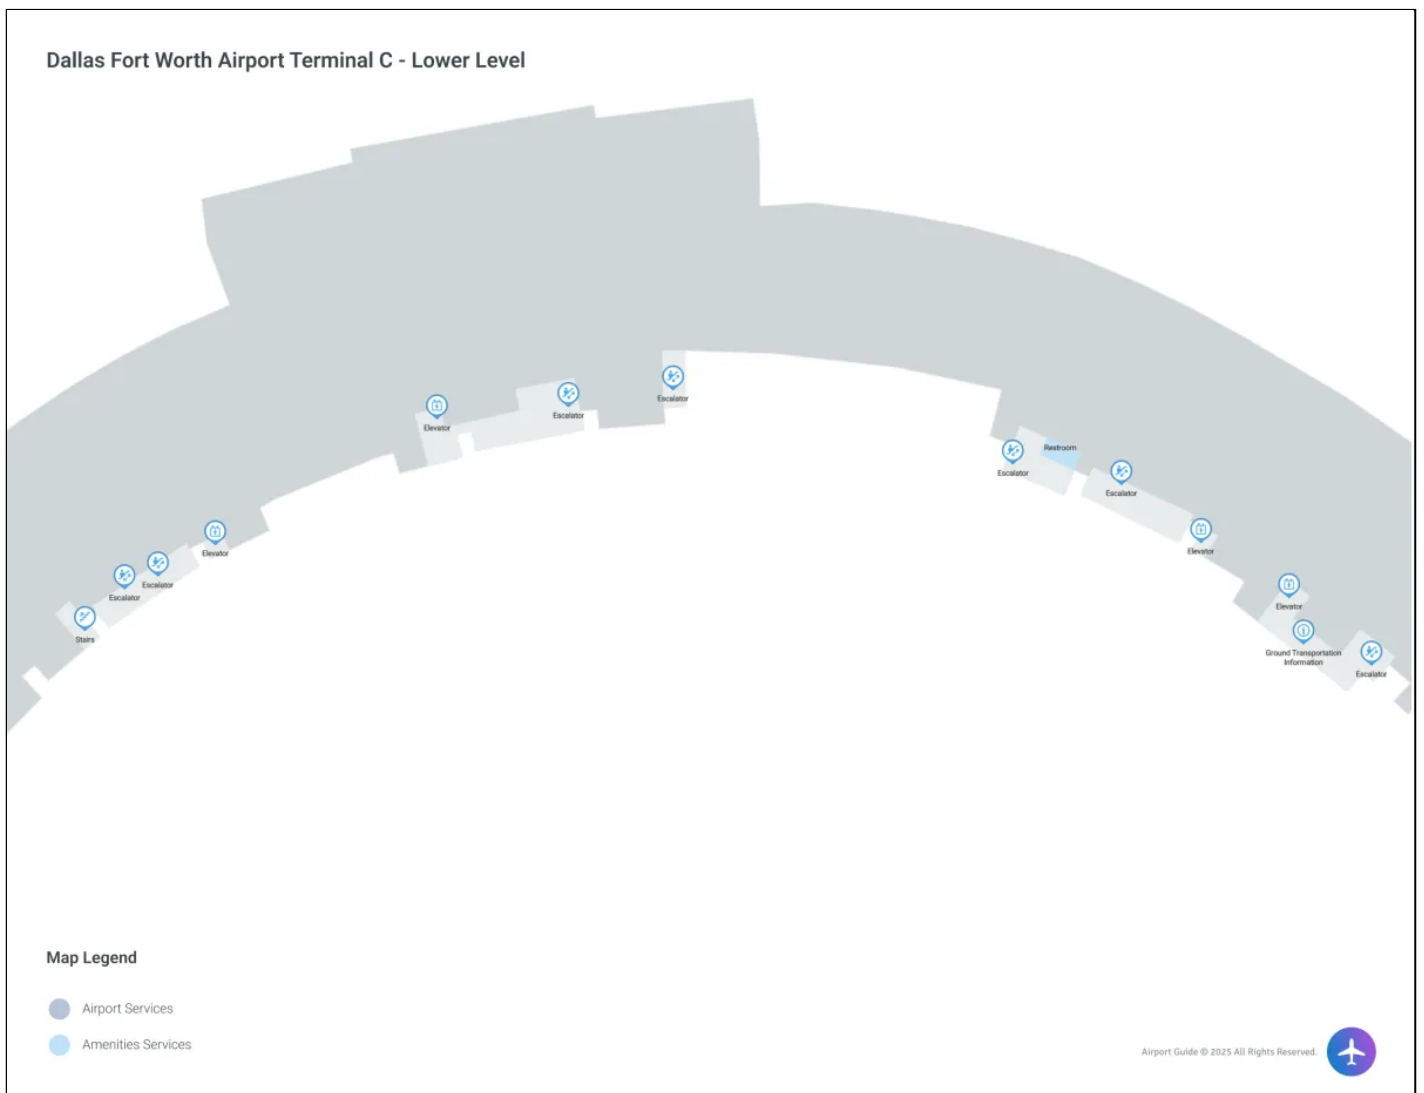 Dallas Fort Worth Airport Terminal C - Lower Level
Escalator
Escalator
Elevator
Restroom
Escalator
Escalator
Elevator
Elevator
Escalator
Escalator
Elevator
Stairs
Ground Transportation
Information
Escalator
Map Legend
Airport Services
Amenities Services
Airport Guide © 2025 All Rights Reserved.